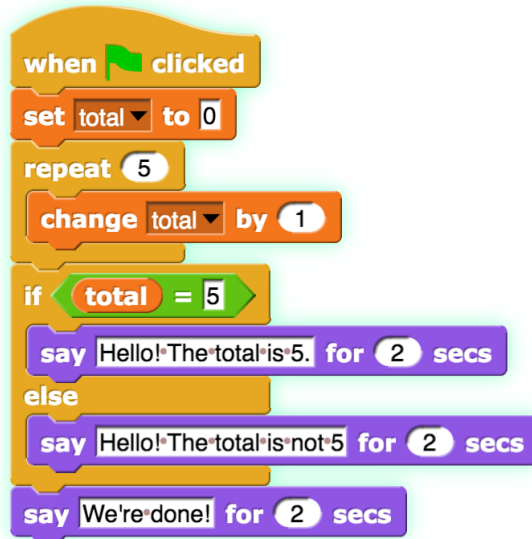 when clicked
set total to 0
repeat 5
change total by 1
if total = 5
say Hello! The total is 5. for 2 secs
else
say Hello! The total is not 5 for 2 secs
say We're done! for 2 secs